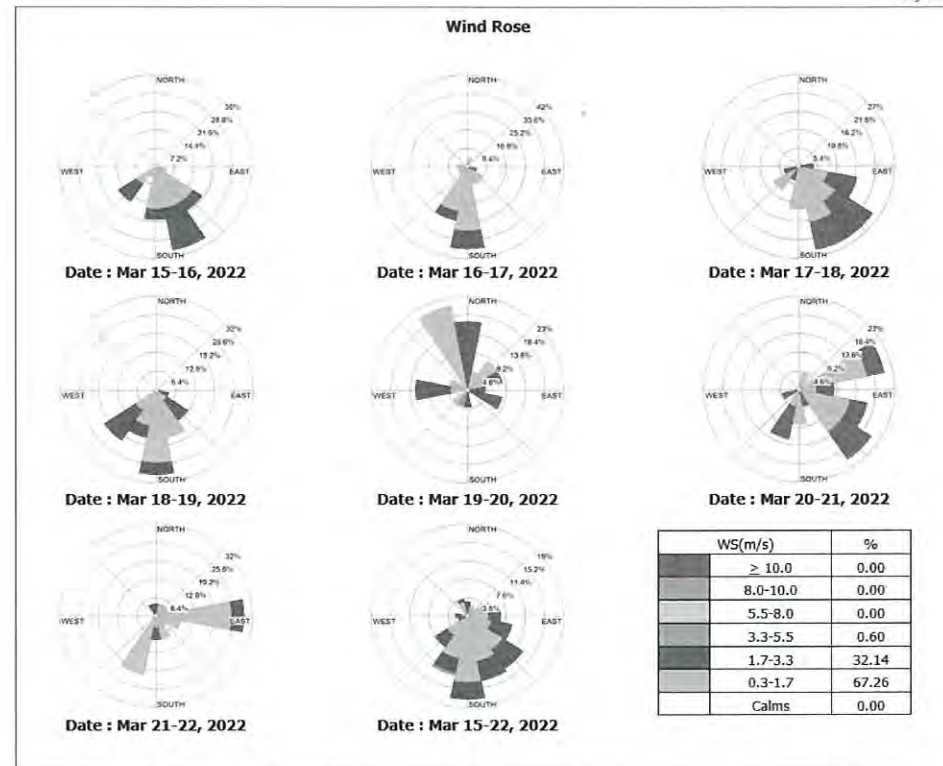 Wind Rose
NORTH
36%
28.8%
21.6%
14.4%
7.2%
WEST
EAST
SOUTH
Date : Mar 15-16, 2022
NORTH
42%
33.6%
25.2%
16.8%
8.4%
WEST
EAST
SOUTH
Date : Mar 16-17, 2022
NORTH
27%
21.6%
16.2%
10.8%
5.4%
WEST
EAST
SOUTH
Date : Mar 17-18, 2022
NORTH
32%
25.6%
19.2%
12.8%
6.4%
WEST
EAST
SOUTH
Date : Mar 18-19, 2022
NORTH
23%
18.4%
13.8%
9.2%
4.6%
WEST
EAST
SOUTH
Date : Mar 19-20, 2022
NORTH
23%
18.4%
13.8%
9.2%
4.6%
WEST
EAST
SOUTH
Date : Mar 20-21, 2022
NORTH
32%
25.6%
19.2%
12.8%
6.4%
WEST
EAST
SOUTH
Date : Mar 21-22, 2022
NORTH
19%
15.2%
11.4%
7.6%
3.8%
WEST
EAST
SOUTH
Date : Mar 15-22, 2022
WS(m/s) %
≥ 10.0 0.00
8.0-10.0 0.00
5.5-8.0 0.00
3.3-5.5 0.60
1.7-3.3 32.14
0.3-1.7 67.26
Calms 0.00